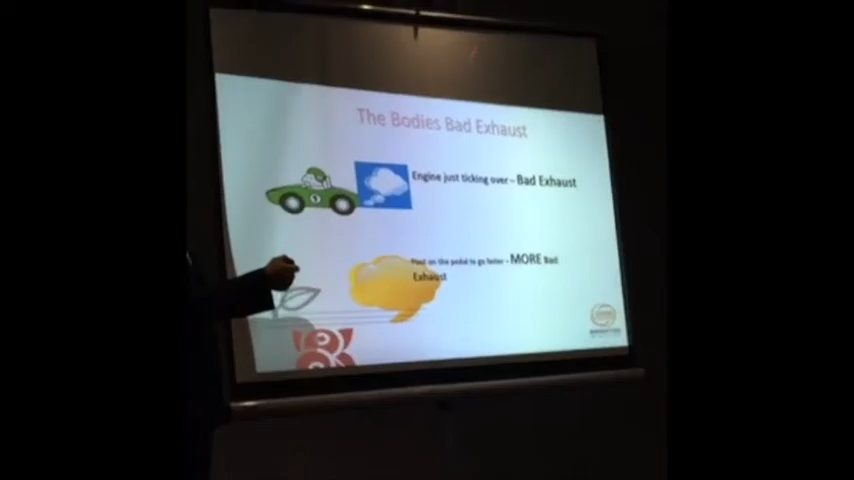 The Bodies Bad Exhaust
Engine just ticking over – Bad Exhaust
1
Foot on the pedal to go faster – MORE Bad
Exhaust